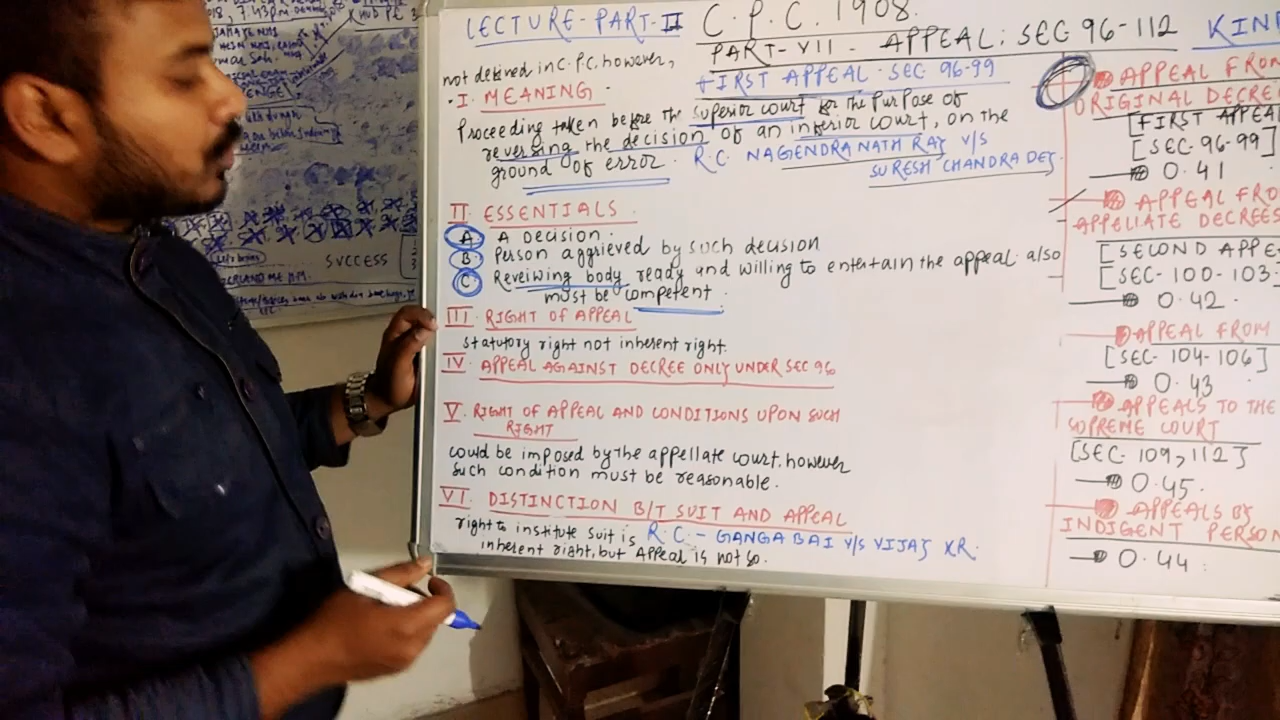 LECTURE-PART-II
C.P.C. 1908.
PART-VII - APPEAL: SEC 96-112
FIRST APPEAL-SEC 96-99
not defined in C.P.C. however,
I. MEANING.
Proceeding taken before the superior court for the Purpose of
reversing the decision of an inferior court, on the
ground of error.
R.C. NAGENDRA NATH RAJ V/S
SURESH CHANDRA DEJ.
II ESSENTIALS.
A A decision.
B. Person aggrieved by such decision
C Reveiwing body ready and willing to entertain the appeal. also
must be competent.
III. RIGHT OF APPEAL
Statutory right not inherent right.
IV. APPEAL AGAINST DECREE ONLY UNDER SEC 96
V. RIGHT OF APPEAL AND CONDITIONS UPON SUCH
RIGHT
could be imposed by the appellate court. however
such condition must be reasonable.
VI. DISTINCTION B/T SUIT AND APPEAL
right to institute suit is
inherent right, but Appeal is not so.
R.C.- GANGA BAI V/S VIJAJ KR.
KIN
APPEAL FROM
ORIGINAL DECRE
[FIRST APPEA
[SEC-96-99]
O.41
APPEAL FRO
APPELLATE DECREES
[SECOND APPE
[SEC-100-103
O.42.
APPEAL FROM
[SEC-104-106]
O.43
APPEALS TO THE
SUPREME COURT
[SEC-109, 112]
O.45.
APPEALS BY
INDIGENT PERSON
O.44
SUCCESS